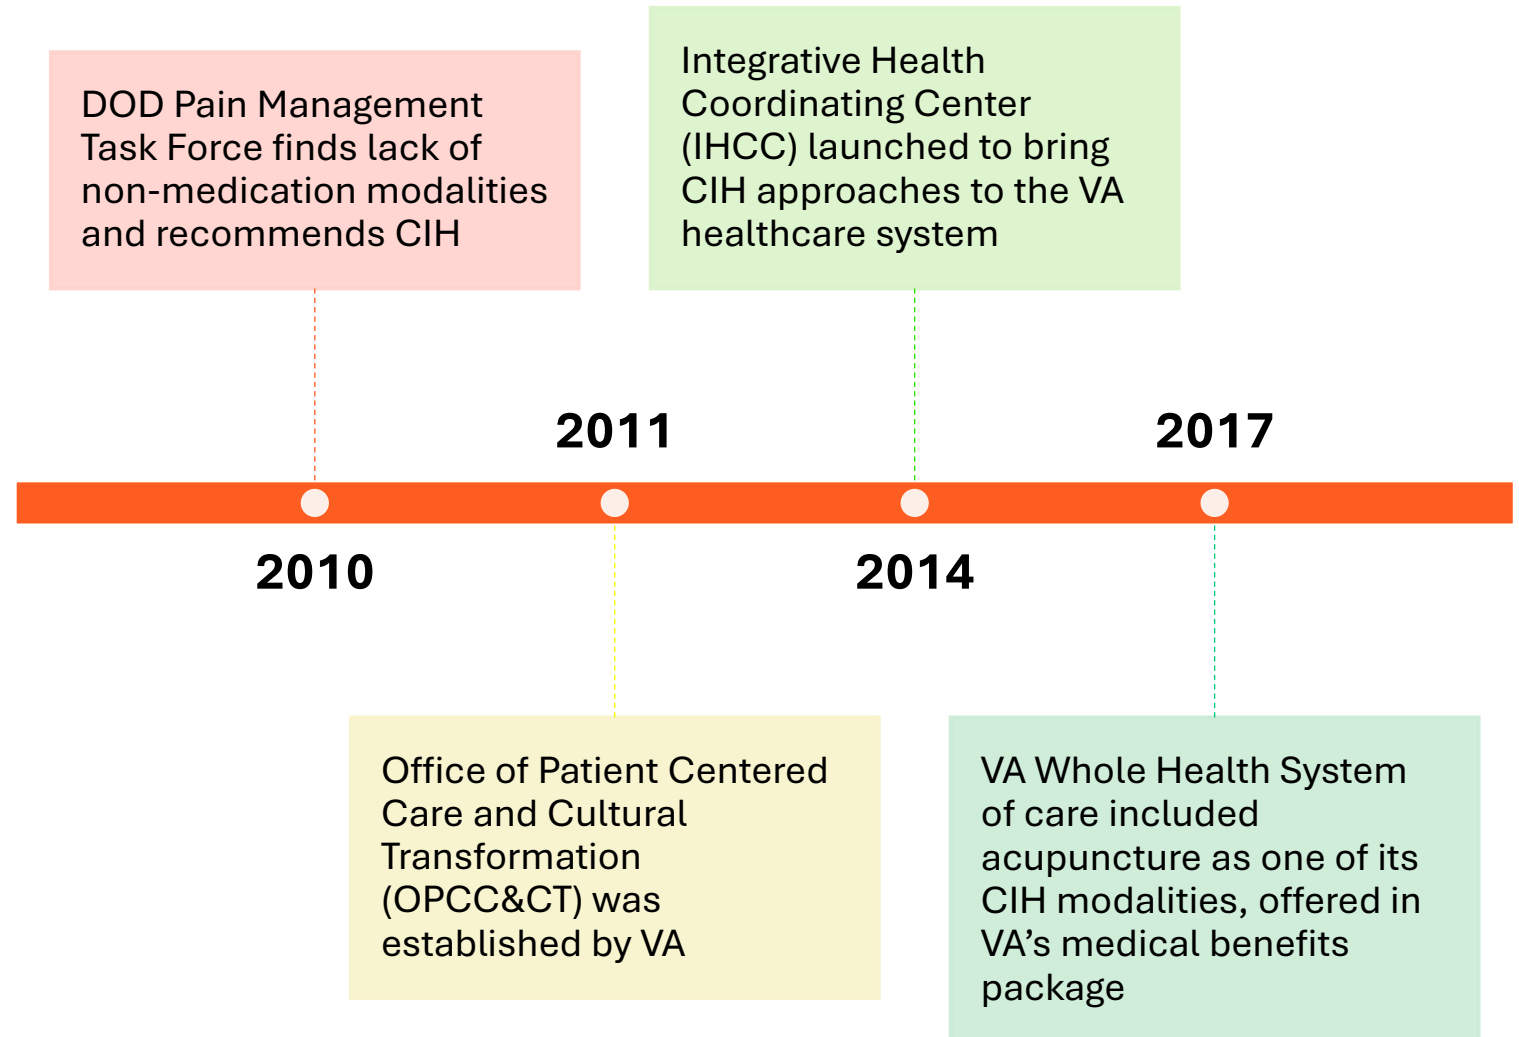 DOD Pain Management
Task Force finds lack of
non-medication modalities
and recommends CIH
Integrative Health
Coordinating Center
(IHCC) launched to bring
CIH approaches to the VA
healthcare system
2011
2017
2010
2014
Office of Patient Centered
Care and Cultural
Transformation
(OPCC&CT) was
established by VA
VA Whole Health System
of care included
acupuncture as one of its
CIH modalities, offered in
VA’s medical benefits
package